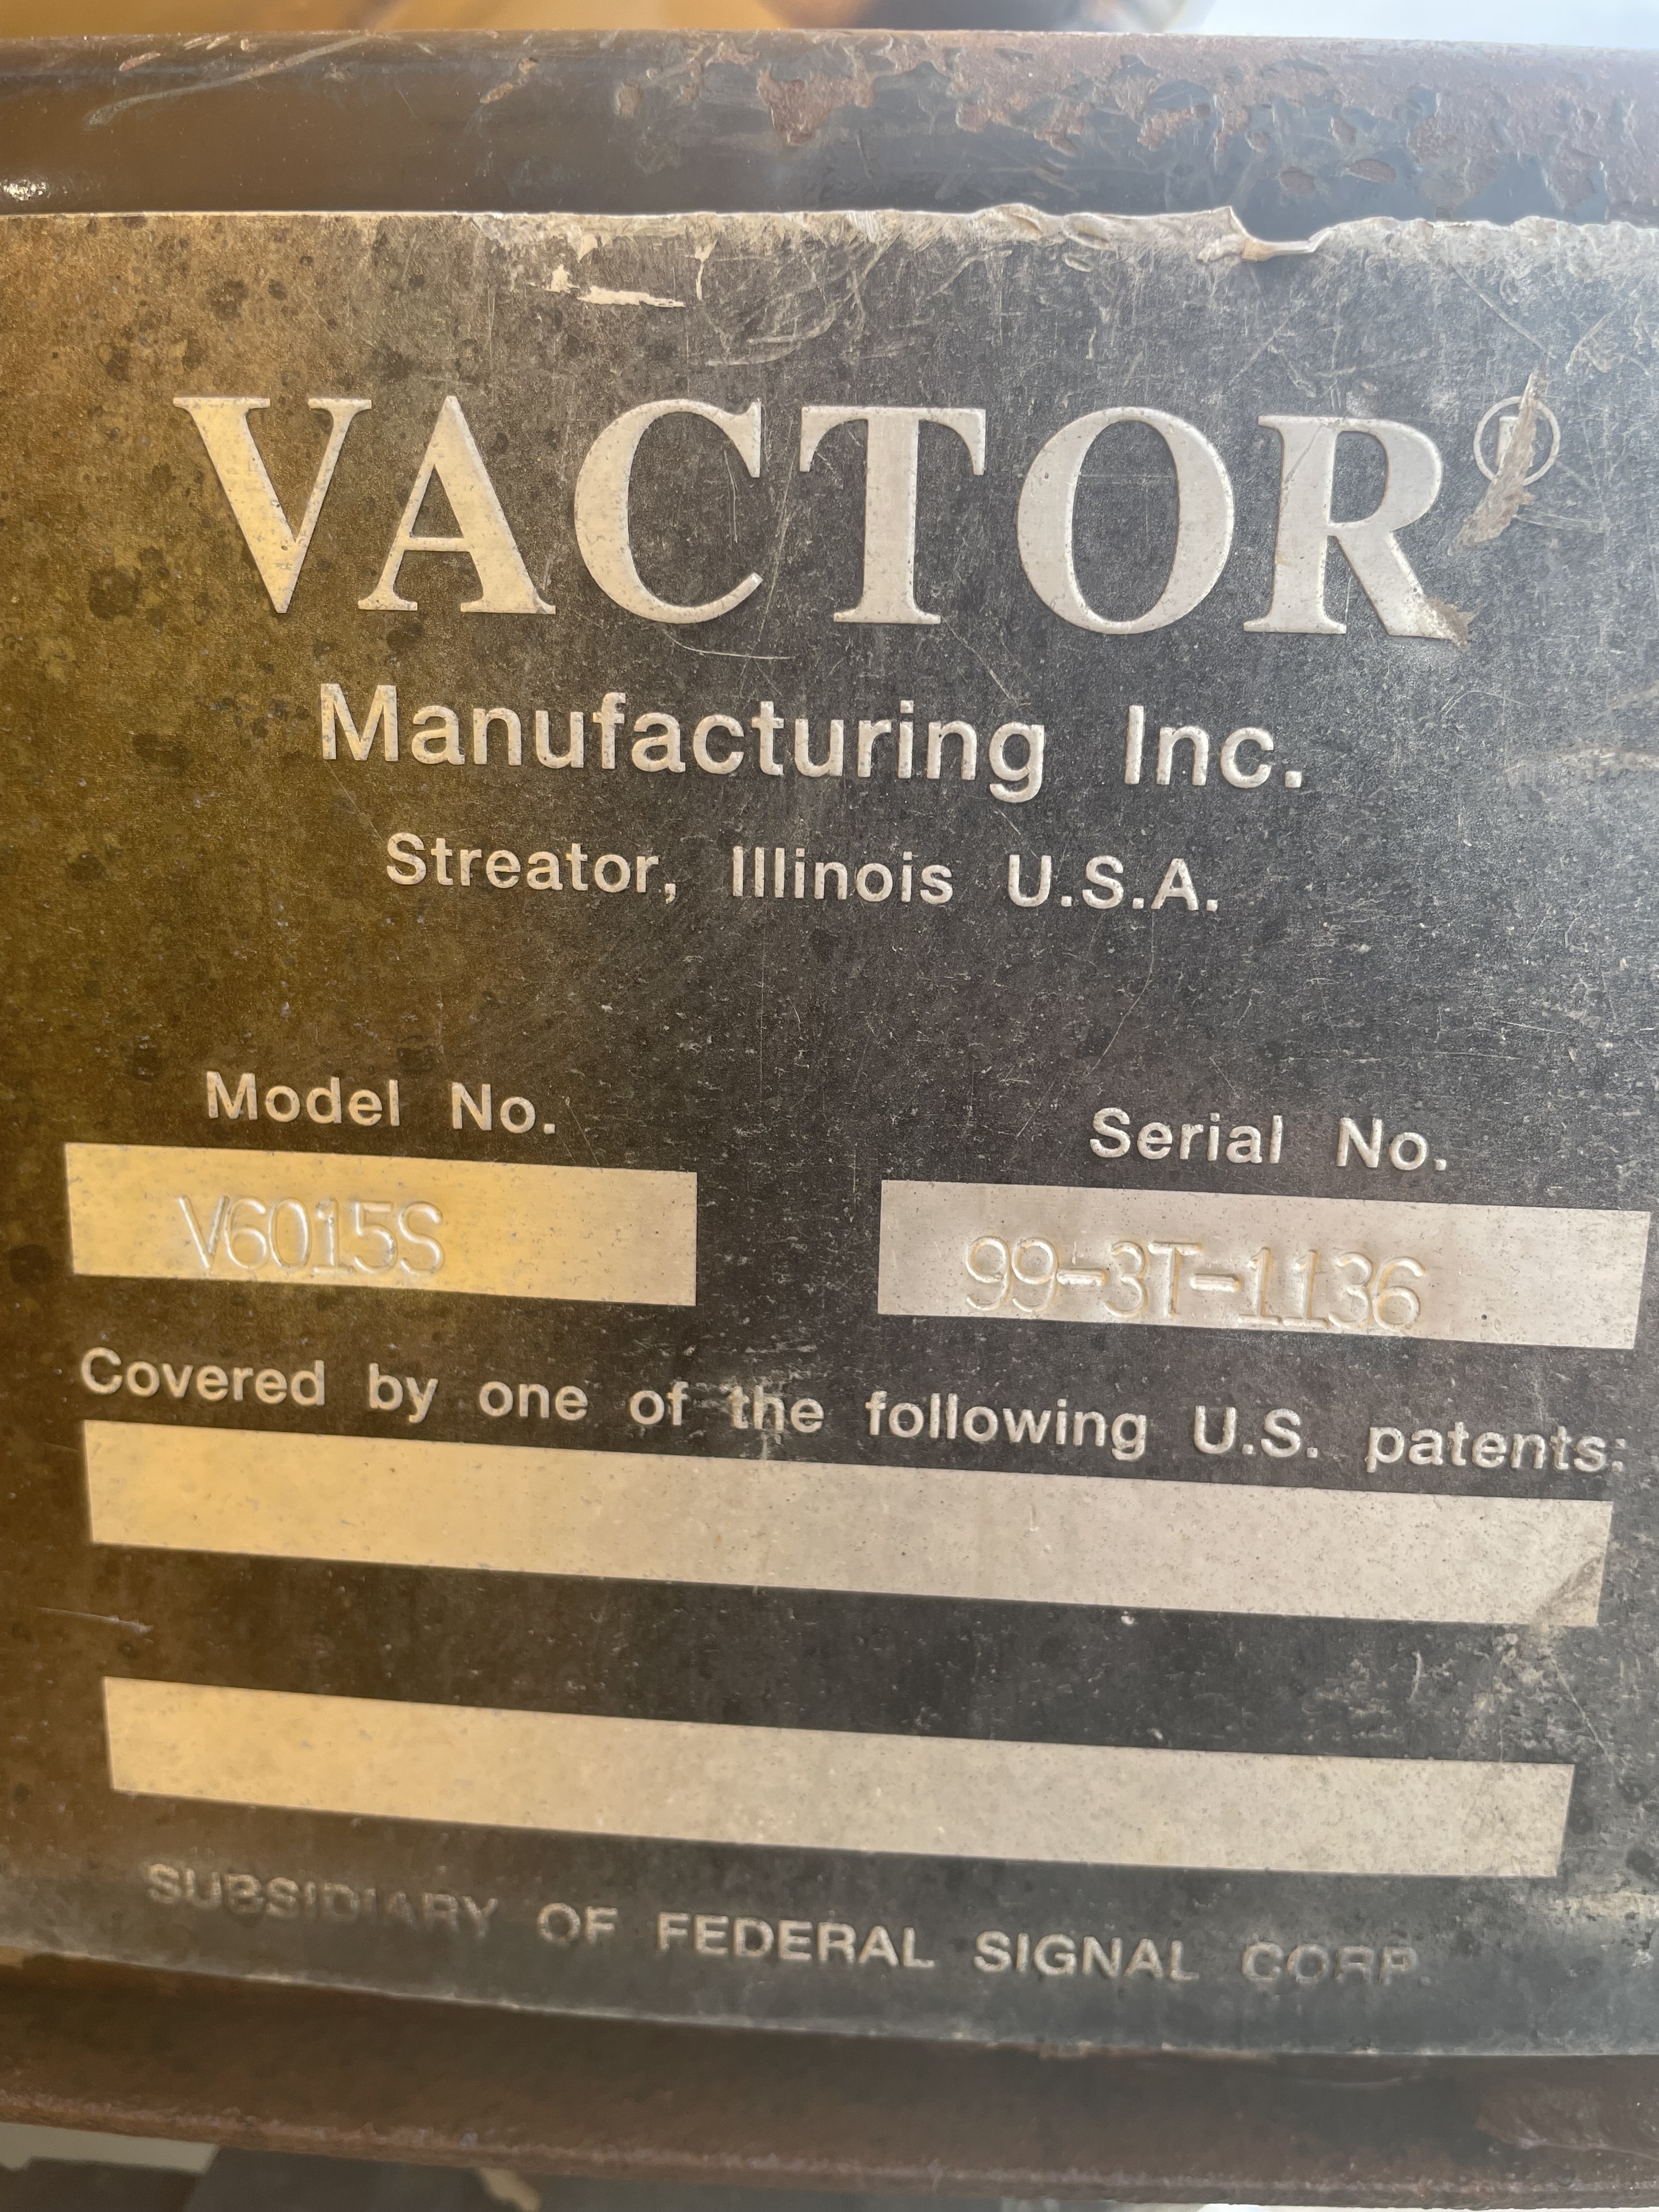 VACTOR®
Manufacturing Inc.
Streator, Illinois U.S.A.
Model No.
V6015S
Serial No.
99-3T-1136
Covered by one of the following U.S. patents:
SUBSIDIARY OF FEDERAL SIGNAL CORP.